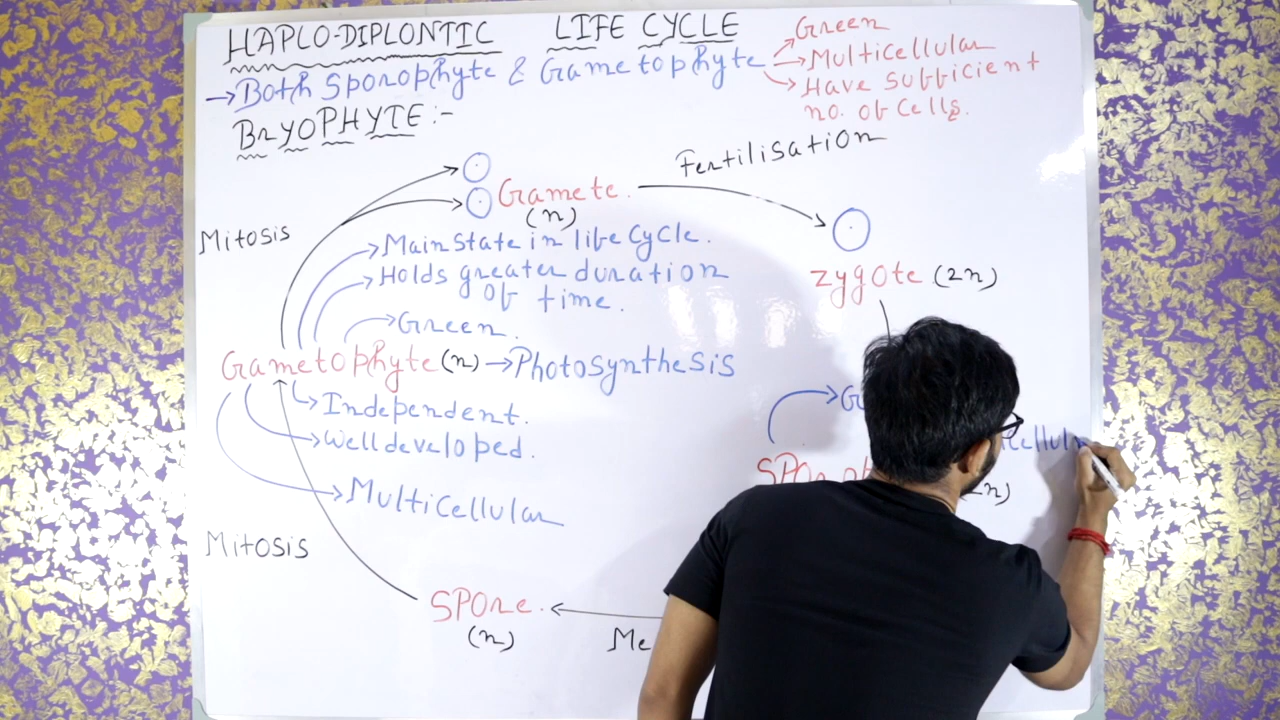 HAPLO-DIPLONTIC LIFE CYCLE
→Both Sporophyte & Gametophyte
→Green
→Multicellular
→Have sufficient
no. of Cells.
BryOPHYTE:-
Fertilisation
Gamete.
(n)
Mitosis
→Main State in life Cycle.
→Holds greater duration
of time.
zygote (2n)
→Green.
Gametophyte (n) →Photosynthesis
→Independent.
→Well developed.
→Multicellular
Mitosis
SPOre.
(n)